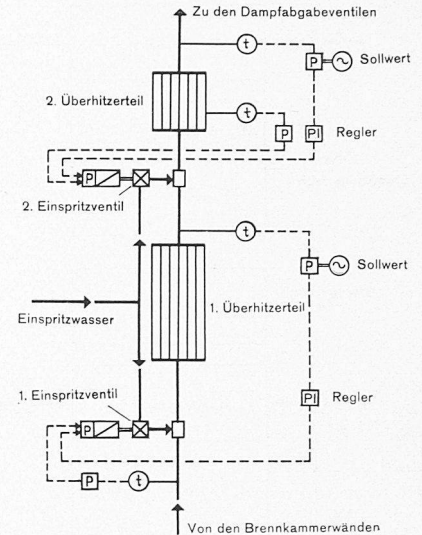 Zu den Dampfabgabeventilen
t
P
Sollwert
2. Überhitzerteil
t
P
PI
Regler
P
2. Einspritzventil
t
P
Sollwert
Einspritzwasser
1. Überhitzerteil
1. Einspritzventil
PI
Regler
P
P
t
Von den Brennkammerwänden